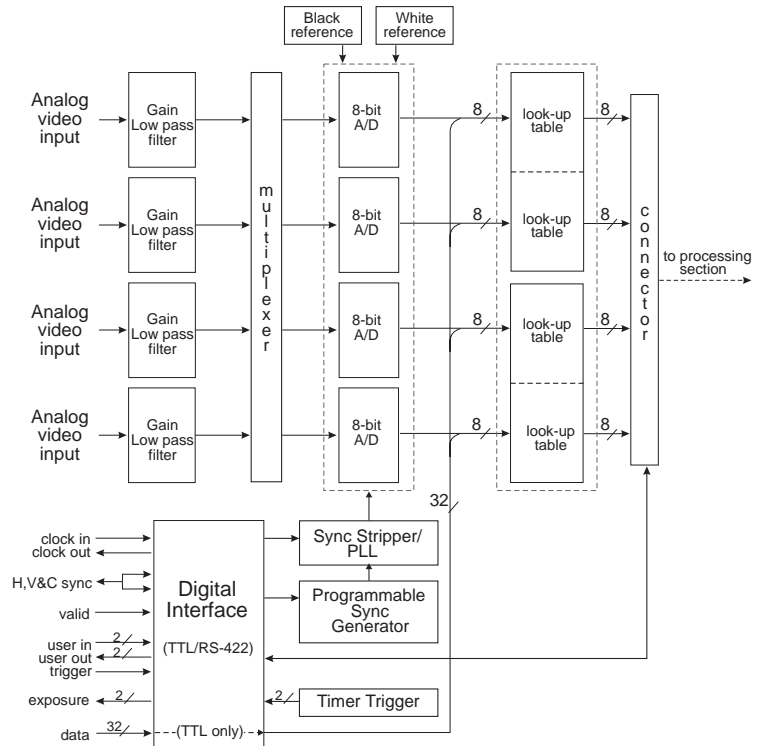 Black
reference
White
reference
Analog
video
input
Gain
Low pass
filter
8-bit
A/D
8
look-up
table
8
Analog
video
input
Gain
Low pass
filter
8-bit
A/D
8
look-up
table
8
Analog
video
input
Gain
Low pass
filter
8-bit
A/D
8
look-up
table
8
Analog
video
input
Gain
Low pass
filter
8-bit
A/D
8
look-up
table
8
multiplexer
connector
to processing
section
32
clock in
clock out
H,V&C sync
valid
user in
2
user out
2
trigger
exposure
2
data
32
Digital
Interface
(TTL/RS-422)
(TTL only)
Sync Stripper/
PLL
Programmable
Sync
Generator
2
Timer Trigger